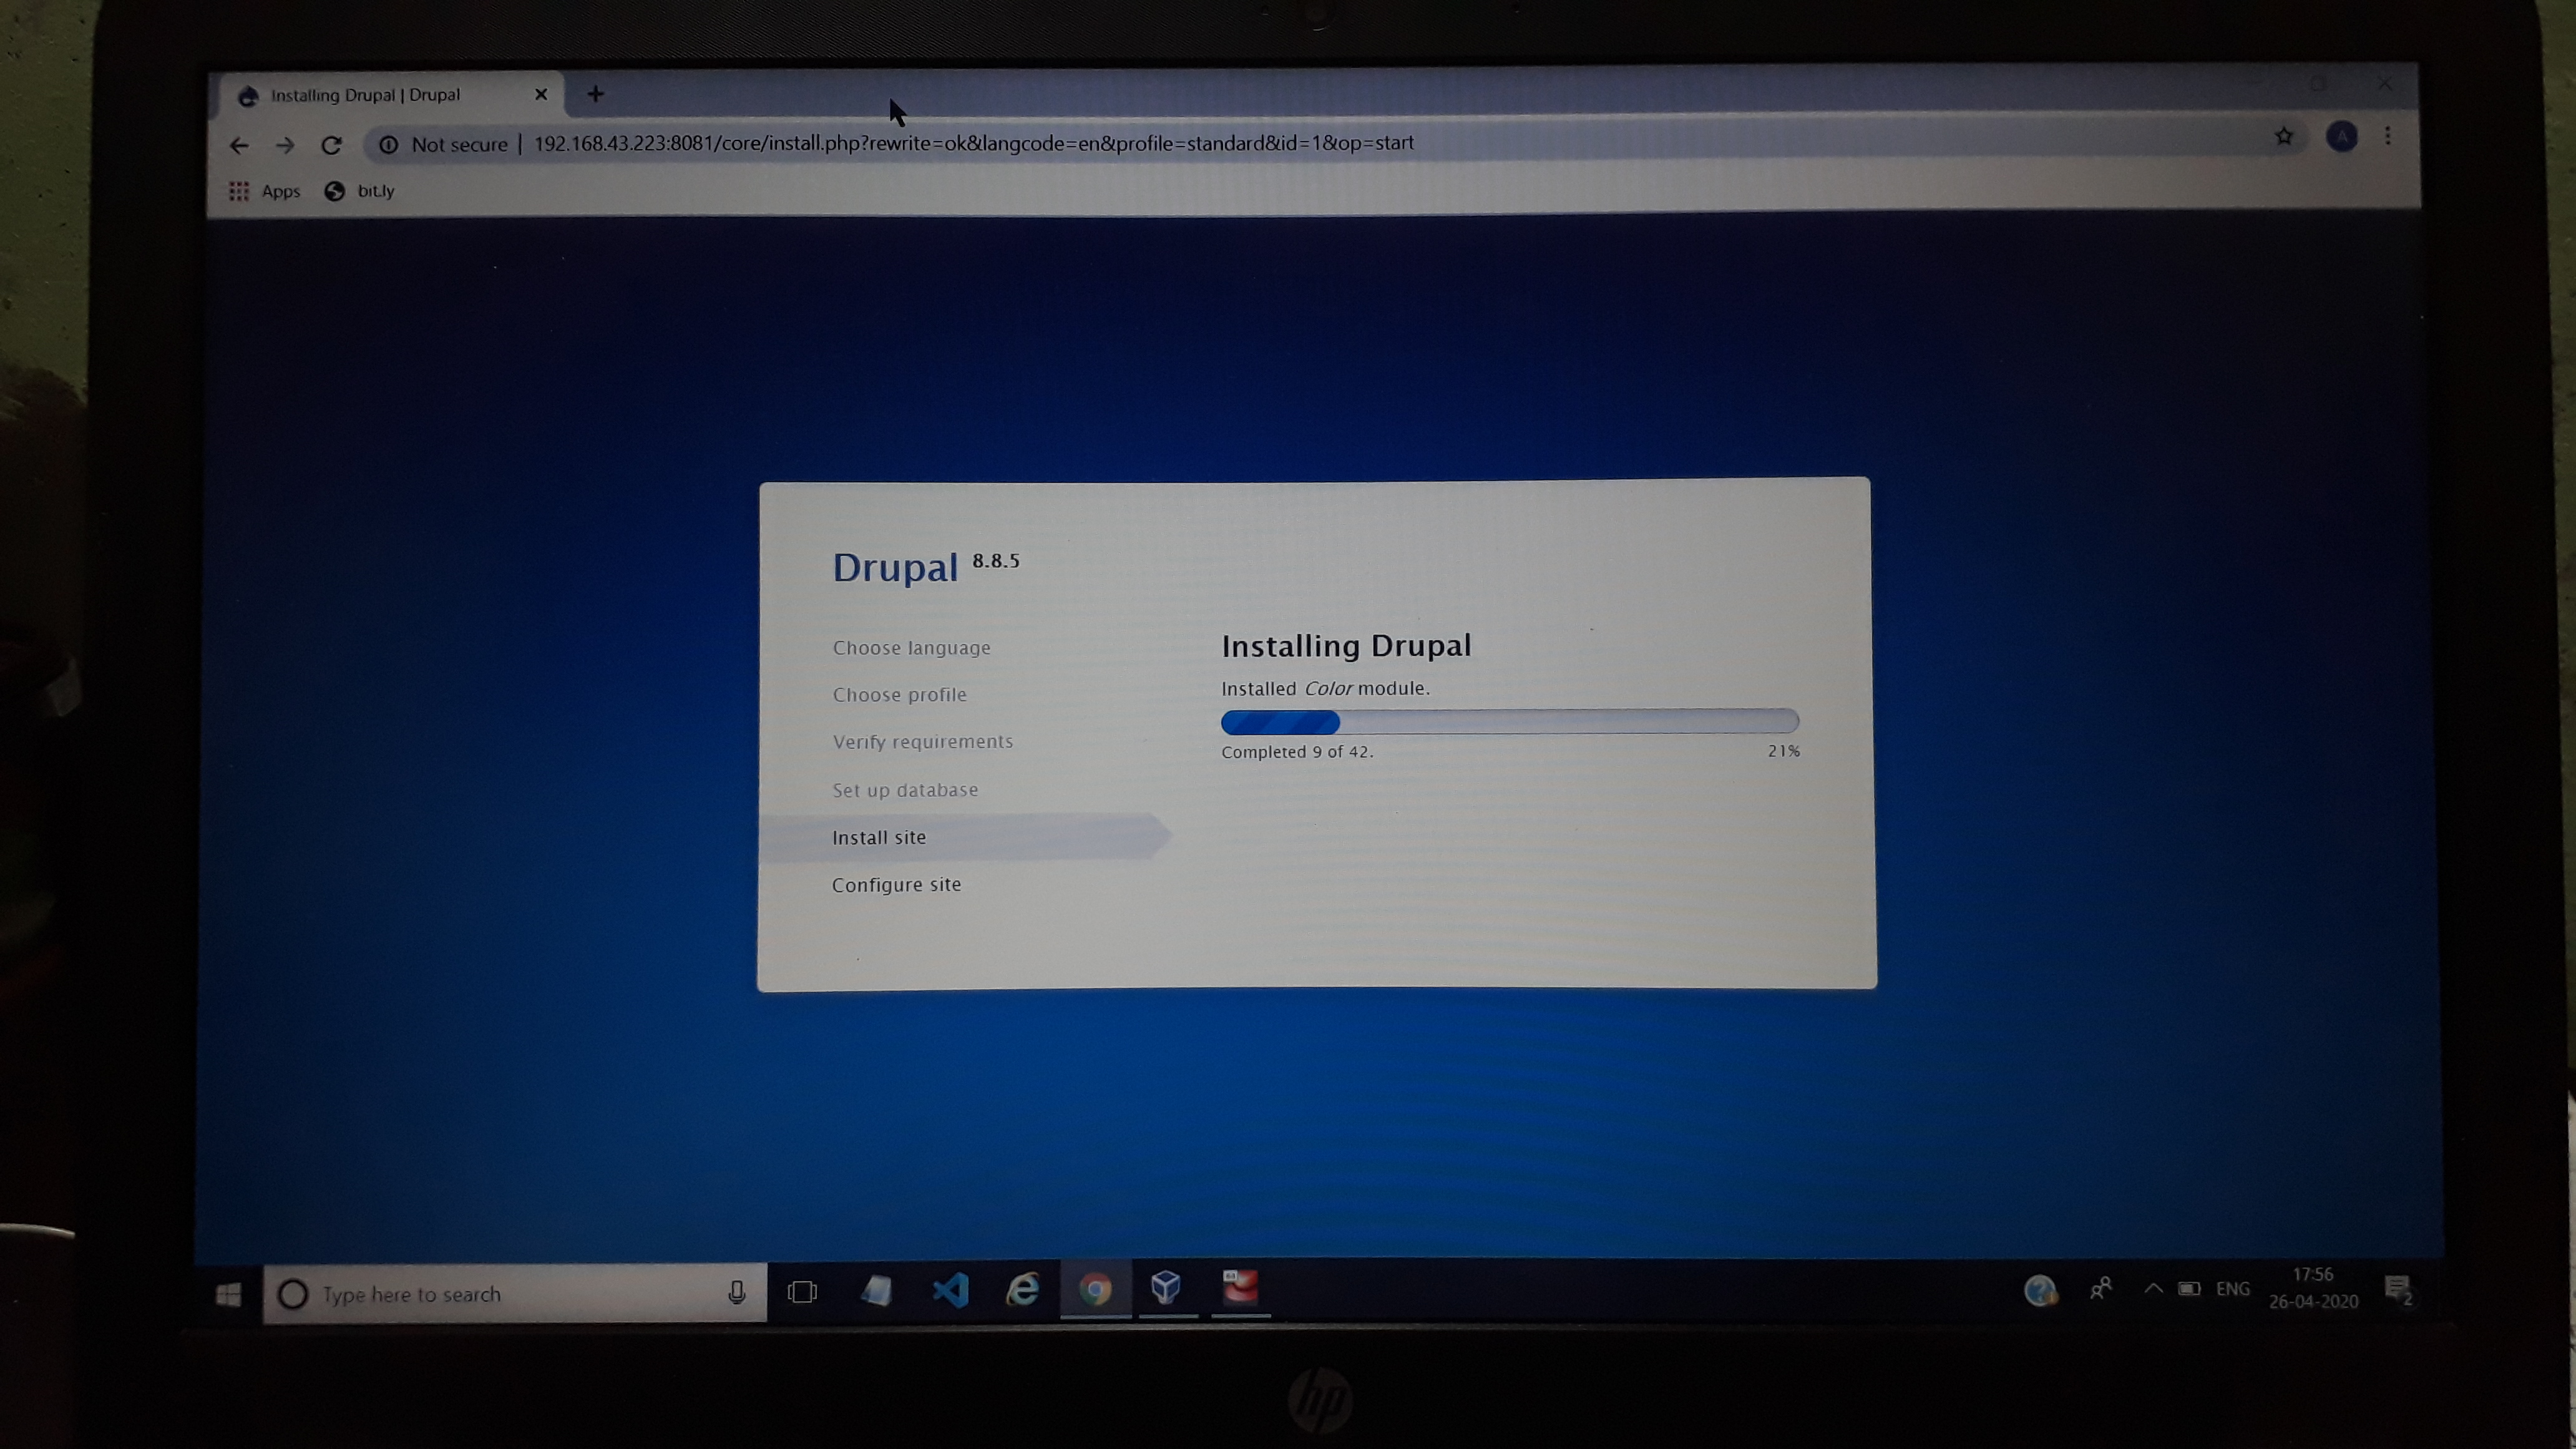 Installing Drupal | Drupal
Not secure | 192.168.43.223:8081/core/install.php?rewrite=ok&langcode=en&profile=standard&id=1&op=start
A
Apps bit.ly
Drupal 8.8.5
Choose language
Choose profile
Verify requirements
Set up database
Install site
Configure site
Installing Drupal
Installed Color module.
Completed 9 of 42. 21%
Type here to search
64
ENG
17:56
26-04-2020
2
hp